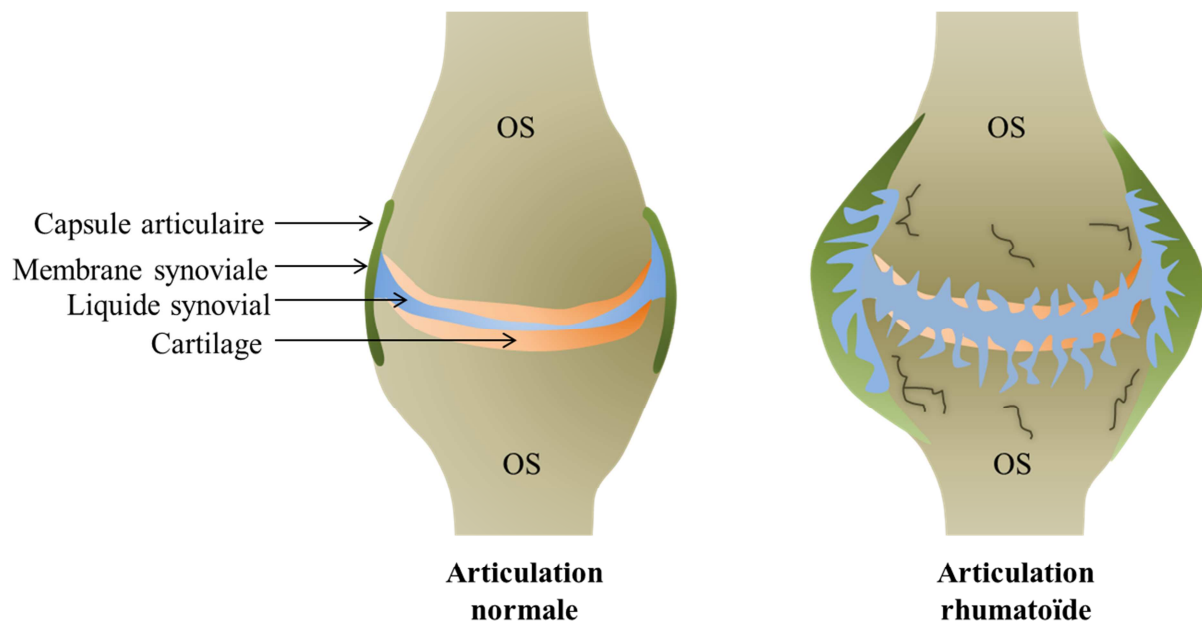 OS
OS
Capsule articulaire
Membrane synoviale
Liquide synovial
Cartilage
OS
OS
Articulation
normale
Articulation
rhumatoïde